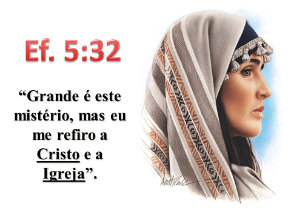 Ef. 5:32
“Grande é este
mistério, mas eu
me refiro a
Cristo e a
Igreja”.